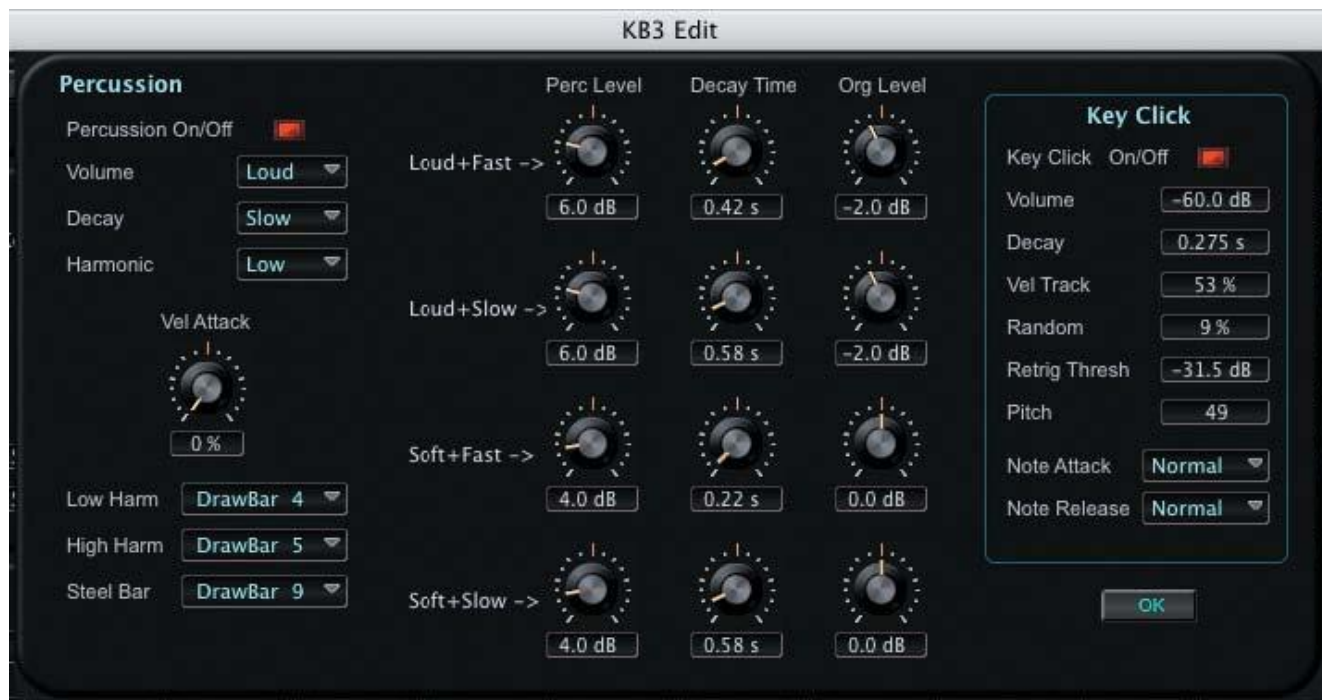 KB3 Edit
Percussion
Percussion On/Off
Volume Loud
Decay Slow
Harmonic Low
Vel Attack
0 %
Low Harm DrawBar 4
High Harm DrawBar 5
Steel Bar DrawBar 9
Perc Level Decay Time Org Level
Loud+Fast ->
6.0 dB 0.42 s -2.0 dB
Loud+Slow ->
6.0 dB 0.58 s -2.0 dB
Soft+Fast ->
4.0 dB 0.22 s 0.0 dB
Soft+Slow ->
4.0 dB 0.58 s 0.0 dB
Key Click
Key Click On/Off
Volume -60.0 dB
Decay 0.275 s
Vel Track 53 %
Random 9 %
Retrig Thresh -31.5 dB
Pitch 49
Note Attack Normal
Note Release Normal
OK